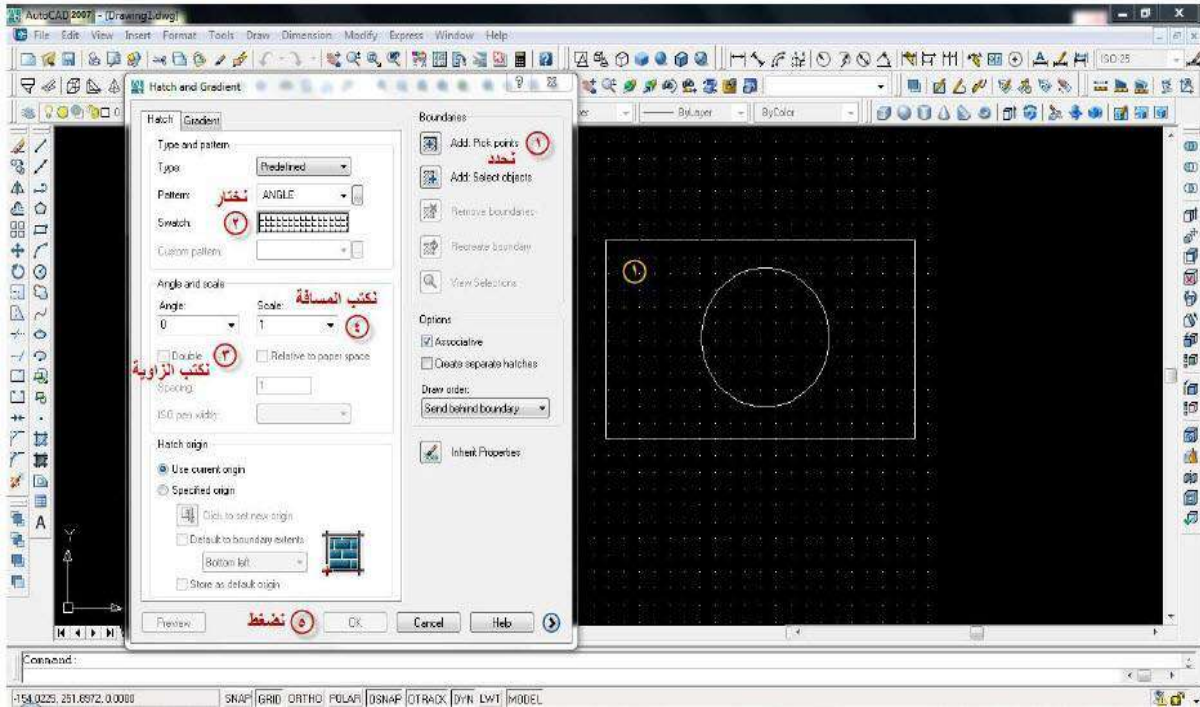 AutoCAD 2007 - [Drawing1.dwg]
File Edit View Insert Format Tools Draw Dimension Modify Express Window Help
ISO-25
ByLayer ByColor
Hatch and Gradient
Hatch Gradient
Type and pattern
Type: Predefined
Pattern: نختار ANGLE
Swatch: ٢
Custom pattern:
Angle and scale
نكتب المسافة
Angle: Scale:
0 1 ٤
Double ٣ Relative to paper space
نكتب الزاوية
Spacing: 1
ISO pen width:
Hatch origin
Use current origin
Specified origin
Click to set new origin
Default to boundary extents
Bottom left
Store as default origin
Boundaries
Add: Pick points ١
نحدد
Add: Select objects
Remove boundaries
Recreate boundary
View Selections
Options
Associative
Create separate hatches
Draw order:
Send behind boundary
Inherit Properties
Preview نضغط ٥ OK Cancel Help
١
Y
Command:
-154.0225, 251.6972, 0.0000 SNAP GRID ORTHO POLAR OSNAP OTRACK DYN LWT MODEL